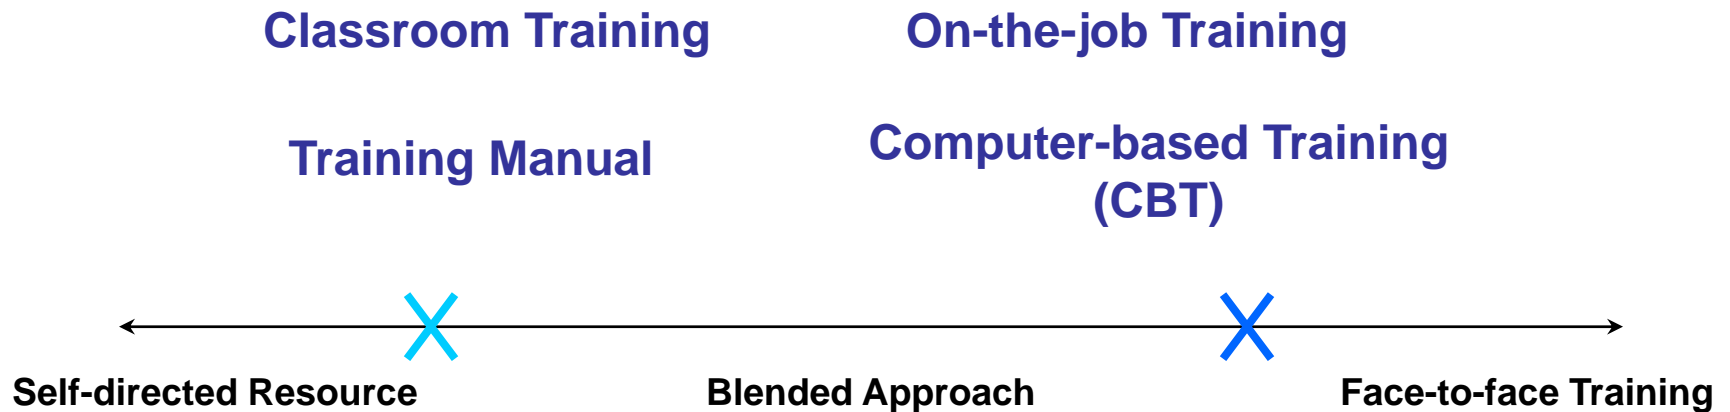 Classroom Training
On-the-job Training
Training Manual
Computer-based Training
(CBT)
Self-directed Resource
Blended Approach
Face-to-face Training